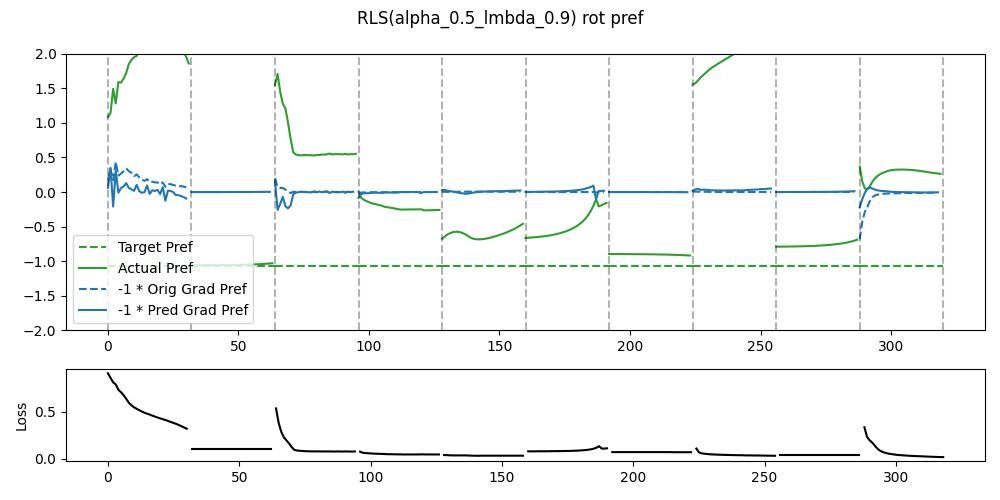 RLS(alpha_0.5_lmbda_0.9) rot pref
2.0
1.5
1.0
0.5
0.0
−0.5
−1.0
−1.5
−2.0
Target Pref
Actual Pref
-1 * Orig Grad Pref
-1 * Pred Grad Pref
0 50 100 150 200 250 300
Loss
0.5
0.0
0 50 100 150 200 250 300